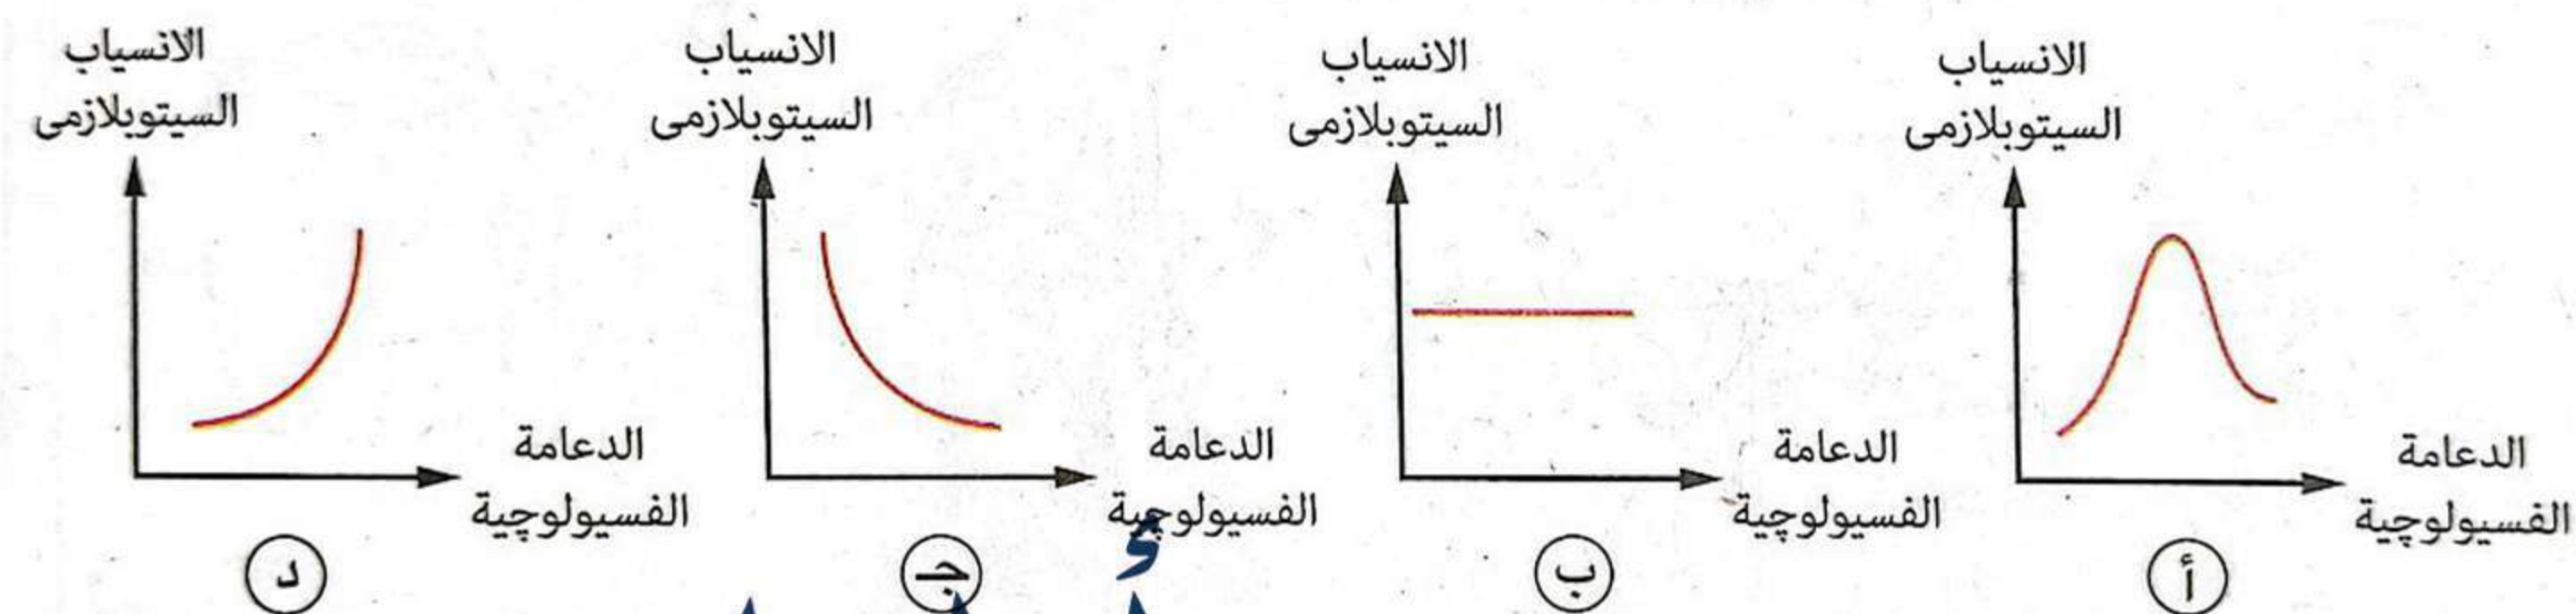 الانسياب
السيتوبلازمى
الدعامة
الفسيولوچية
أ
الانسياب
السيتوبلازمى
الدعامة
الفسيولوچية
ب
الانسياب
السيتوبلازمى
الدعامة
الفسيولوچية
جـ
الانسياب
السيتوبلازمى
الدعامة
الفسيولوچية
د